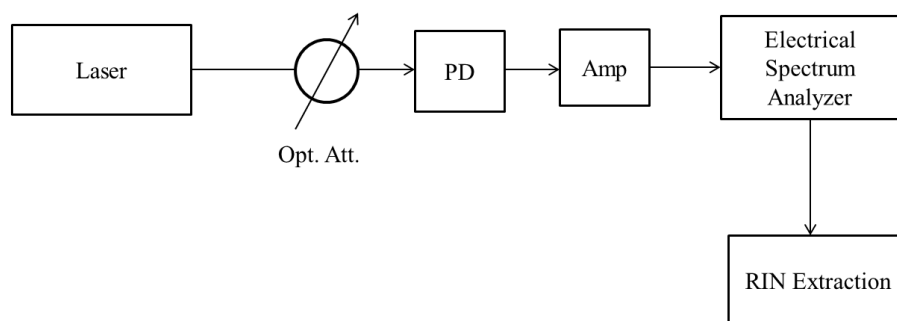 Laser
Opt. Att.
PD
Amp
Electrical
Spectrum
Analyzer
RIN Extraction